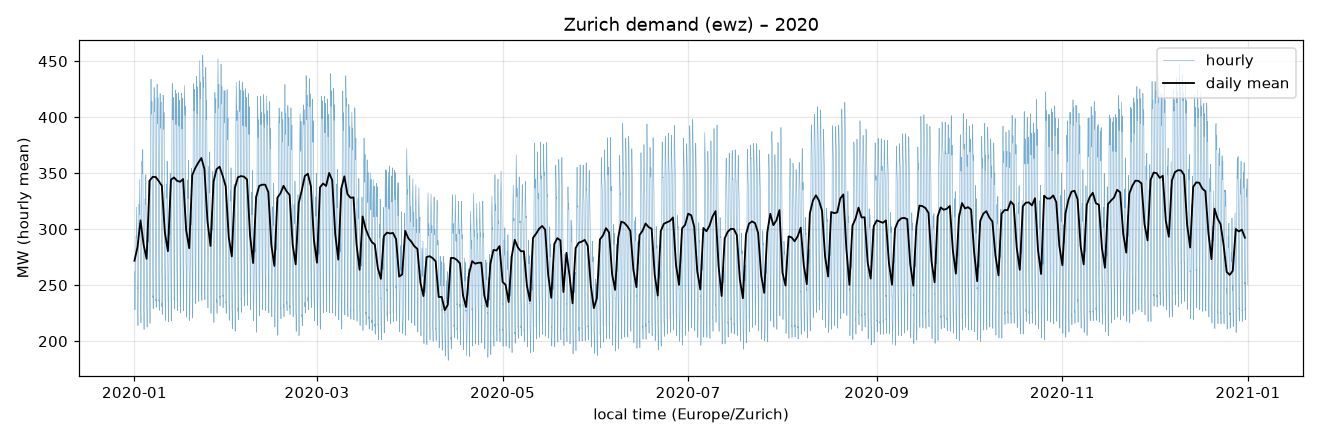 Zurich demand (ewz) – 2020
hourly
daily mean
MW (hourly mean)
450
400
350
300
250
200
2020-01
2020-03
2020-05
2020-07
2020-09
2020-11
2021-01
local time (Europe/Zurich)